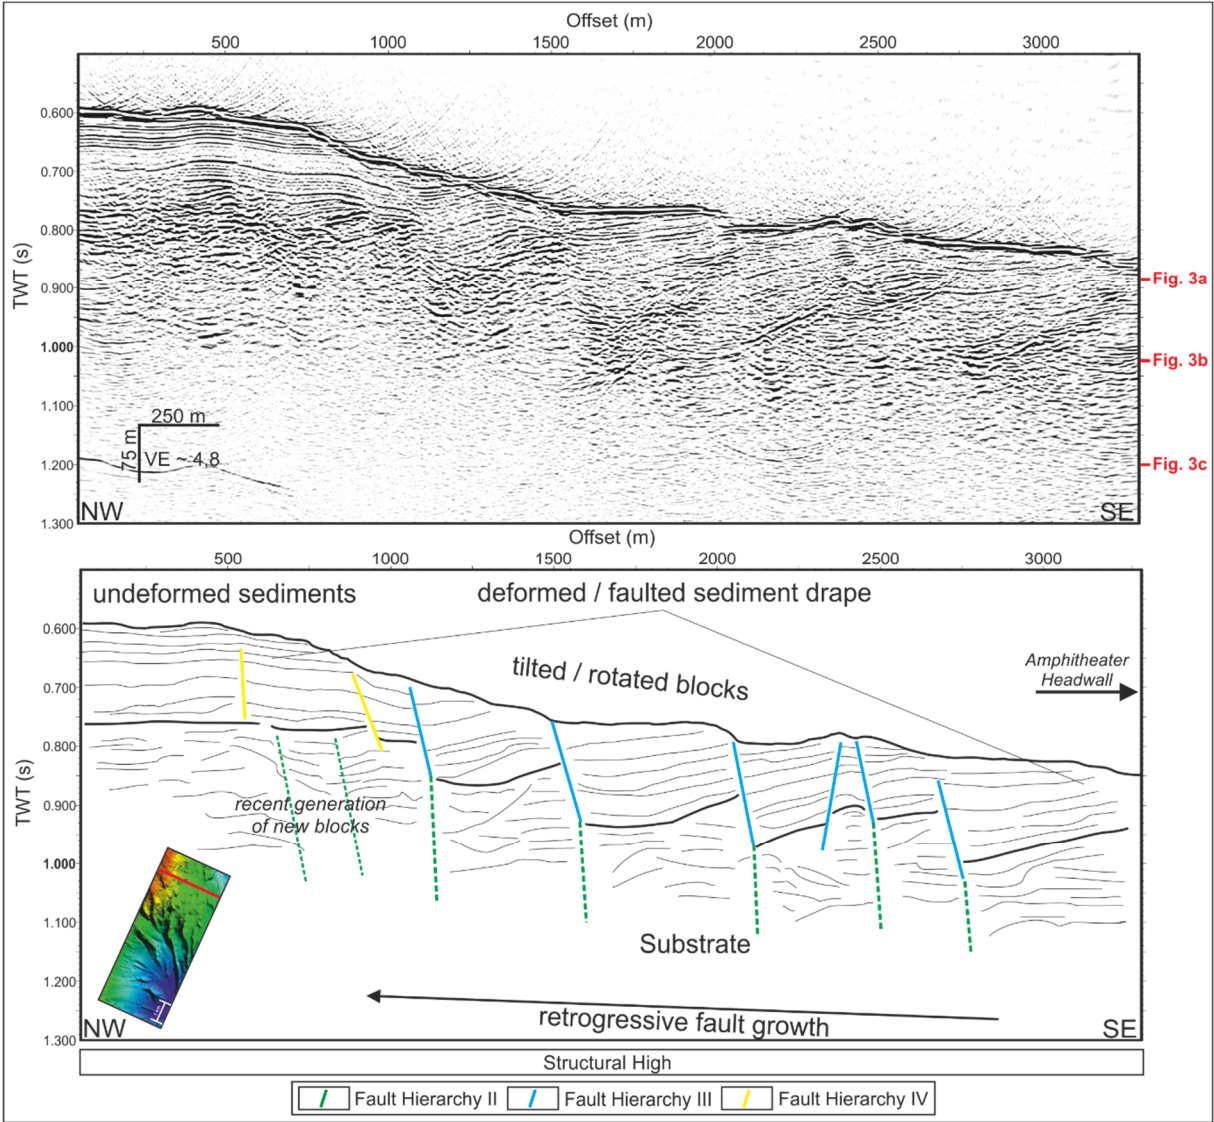 Offset (m)
500 1000 1500 2000 2500 3000
0.600
0.700
0.800
0.900
1.000
1.100
1.200
1.300
TWT (s)
Fig. 3a
Fig. 3b
Fig. 3c
250 m
75 m
VE ~ 4,8
NW
SE
Offset (m)
500 1000 1500 2000 2500 3000
undeformed sediments
deformed / faulted sediment drape
0.600
0.700
0.800
0.900
1.000
1.100
1.200
1.300
TWT (s)
tilted / rotated blocks
Amphitheater
Headwall
recent generation
of new blocks
Substrate
retrogressive fault growth
NW
SE
Structural High
Fault Hierarchy II
Fault Hierarchy III
Fault Hierarchy IV